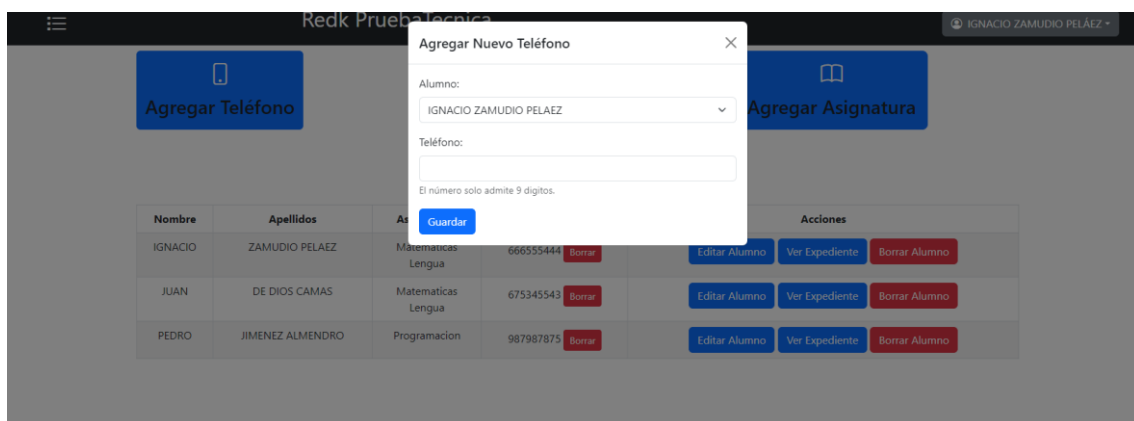 Redk PruebaTecnica
IGNACIO ZAMUDIO PELÁEZ
Agregar Nuevo Teléfono
Alumno:
IGNACIO ZAMUDIO PELAEZ
Teléfono:
El número solo admite 9 digitos.
Guardar
Agregar Teléfono
Agregar Asignatura
Nombre Apellidos As Acciones
IGNACIO ZAMUDIO PELAEZ Matematicas 666555444 Borrar Editar Alumno Ver Expediente Borrar Alumno
Lengua
JUAN DE DIOS CAMAS Matematicas 675345543 Borrar Editar Alumno Ver Expediente Borrar Alumno
Lengua
PEDRO JIMENEZ ALMENDRO Programacion 987987875 Borrar Editar Alumno Ver Expediente Borrar Alumno